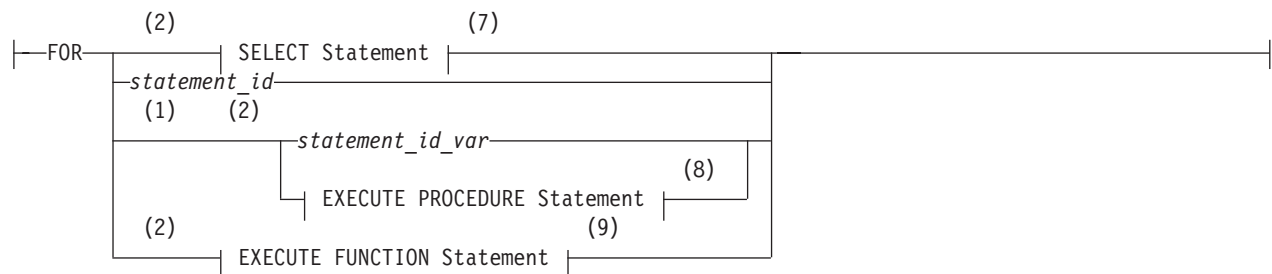 (2) (7)
FOR SELECT Statement
statement_id
(1) (2)
statement_id_var
(8)
EXECUTE PROCEDURE Statement
(2) (9)
EXECUTE FUNCTION Statement